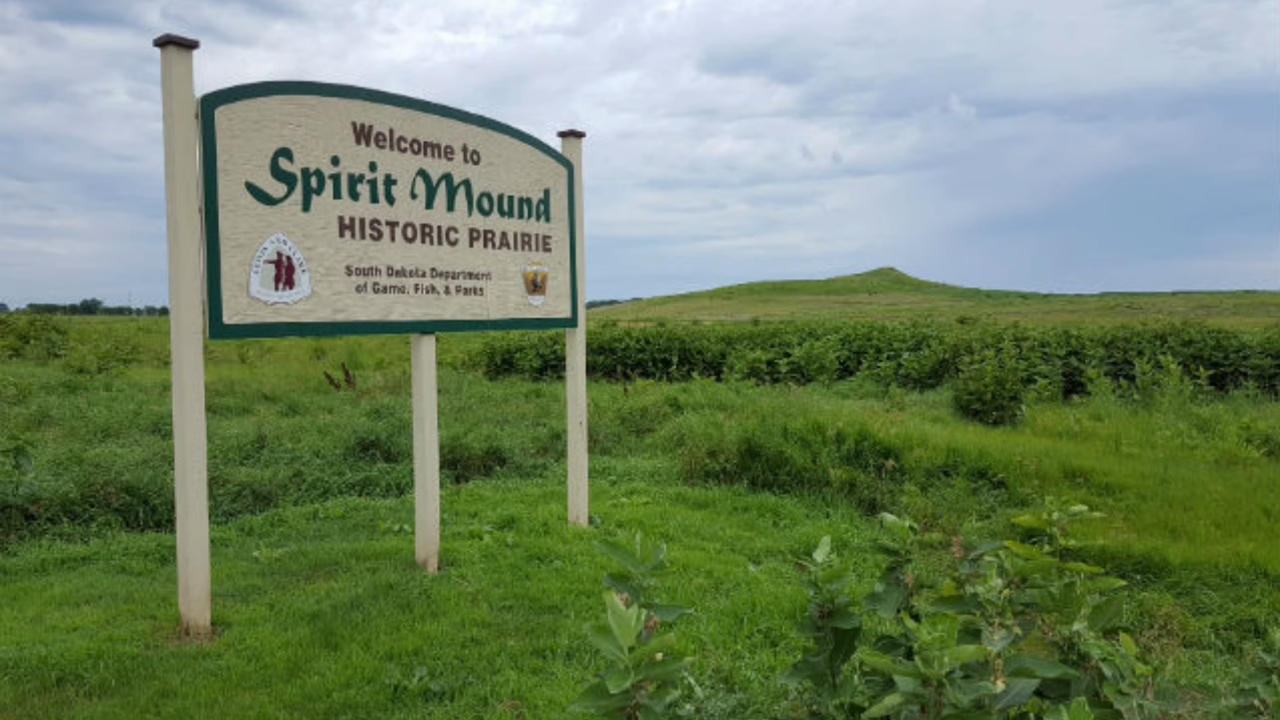 Welcome to
Spirit Mound
HISTORIC PRAIRIE
South Dakota Department
of Game, Fish, & Parks